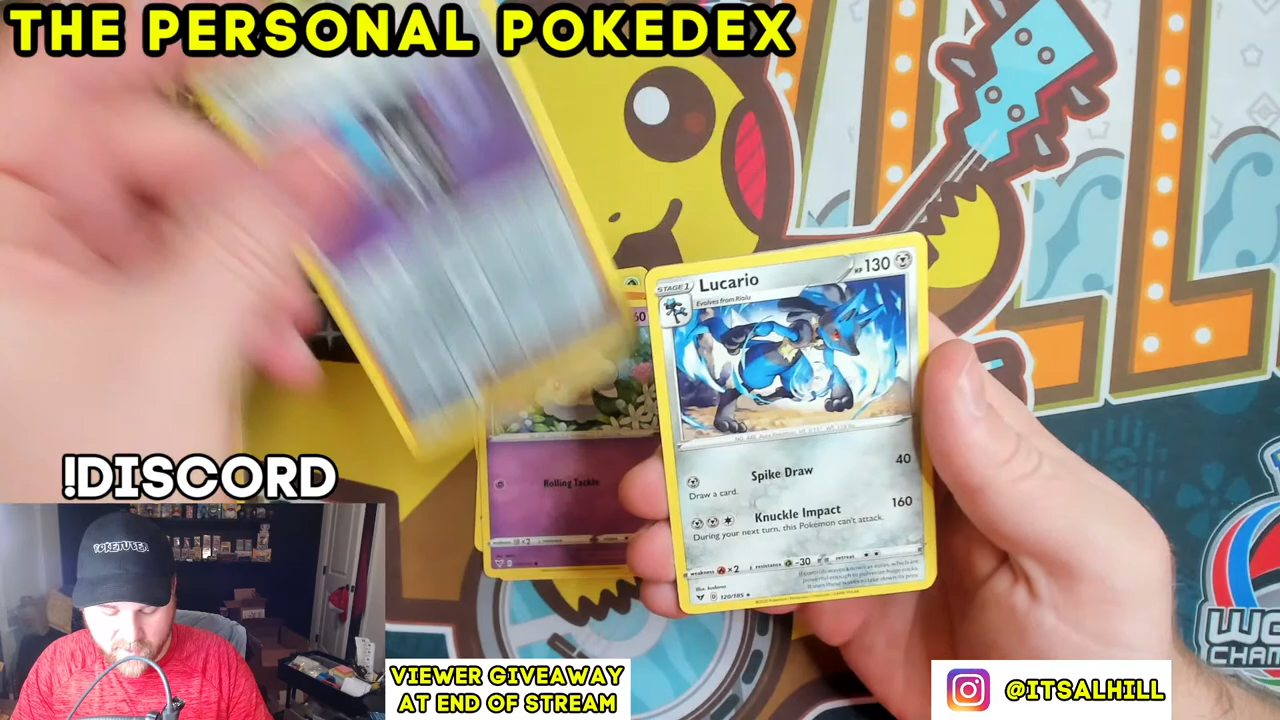 THE PERSONAL POKEDEX
STAGE 1
Lucario
HP 130
Evolves from Riolu
60
Spike Draw 40
Draw a card.
Rolling Tackle
Knuckle Impact 160
During your next turn, this Pokémon can't attack.
weakness ×2 resistance -30 retreat
120/185
!DISCORD
POKETUBER
VIEWER GIVEAWAY
AT END OF STREAM
@ITSALHILL